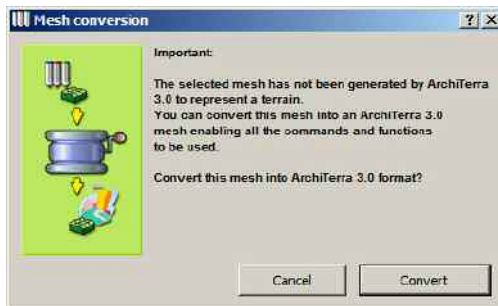 Mesh conversion
Important:
The selected mesh has not been generated by ArchiTerra
3.0 to represent a terrain.
You can convert this mesh into an ArchiTerra 3.0
mesh enabling all the commands and functions
to be used.
Convert this mesh into ArchiTerra 3.0 format?
Cancel
Convert